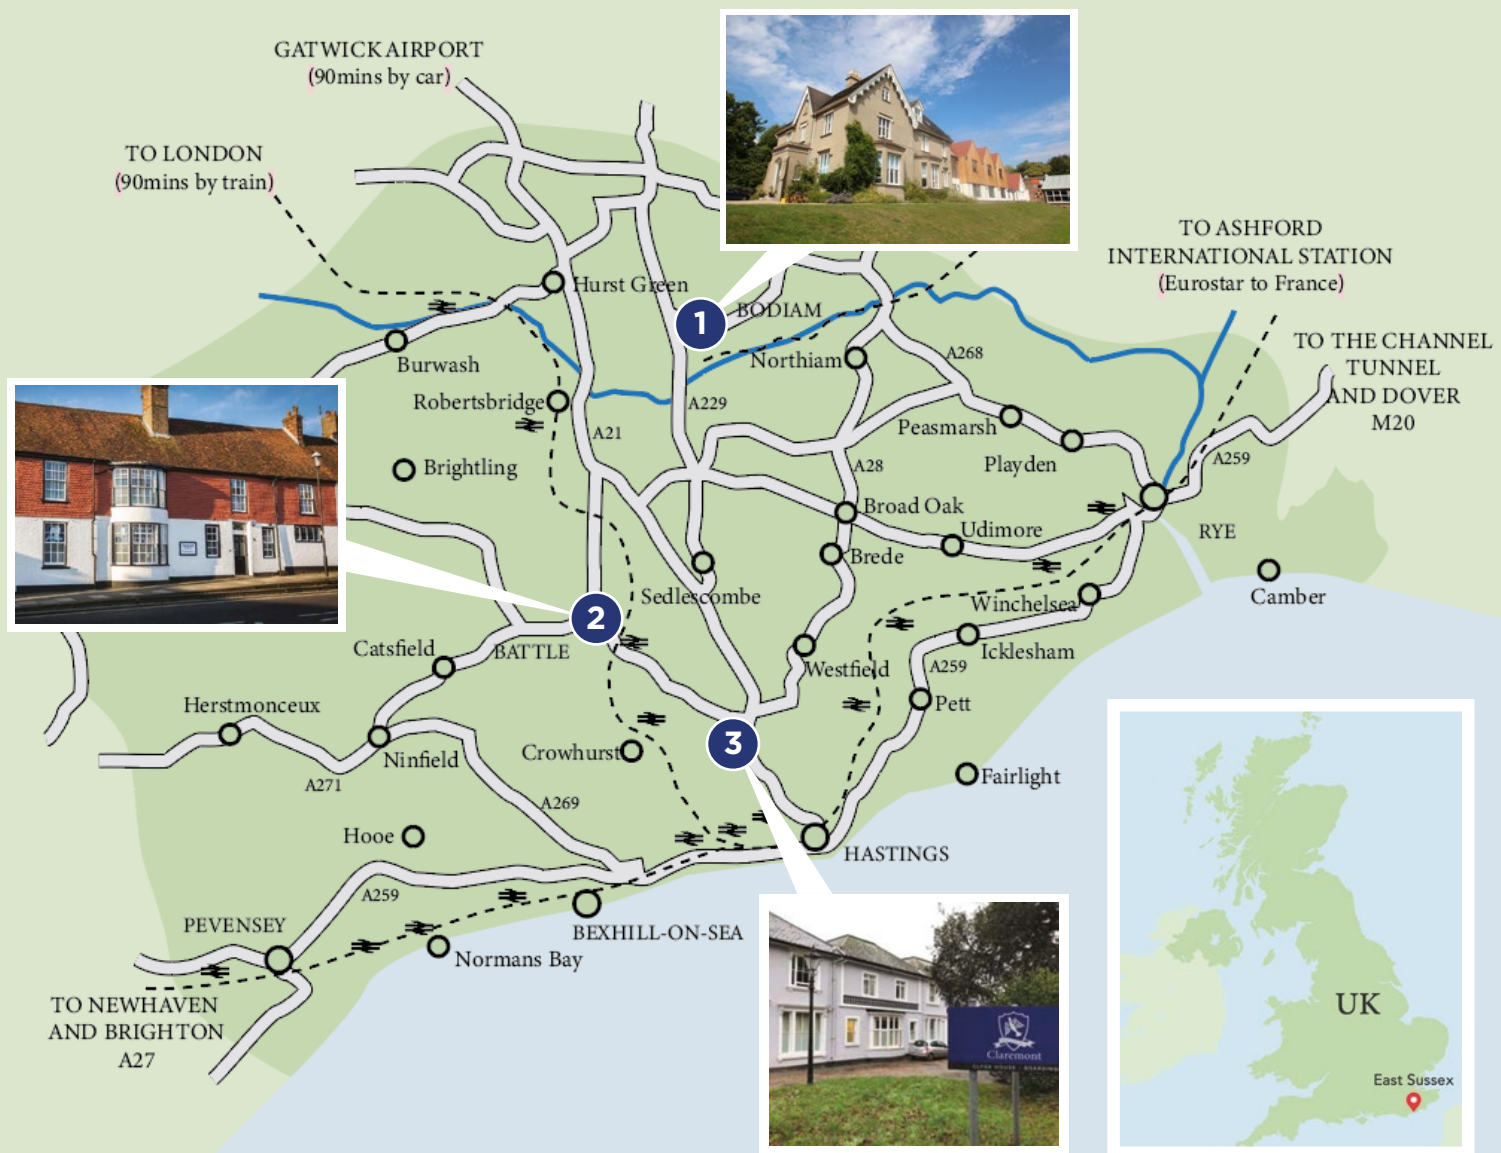 GATWICK AIRPORT
(90mins by car)
TO LONDON
(90mins by train)
TO ASHFORD
INTERNATIONAL STATION
(Eurostar to France)
TO THE CHANNEL
TUNNEL
AND DOVER
M20
Hurst Green
1
BODIAM
Burwash
Northiam
A268
Robertsbridge
A229
A21
Peasmarsh
Brightling
A28
Playden
A259
Broad Oak
Udimore
RYE
Brede
Sedlescombe
Winchelsea
Camber
2
BATTLE
Catsfield
Westfield
A259
Icklesham
Herstmonceux
Pett
3
Crowhurst
Ninfield
A271
Fairlight
A269
Hooe
HASTINGS
A259
PEVENSEY
BEXHILL-ON-SEA
Normans Bay
TO NEWHAVEN
AND BRIGHTON
A27
Claremont
UK
East Sussex